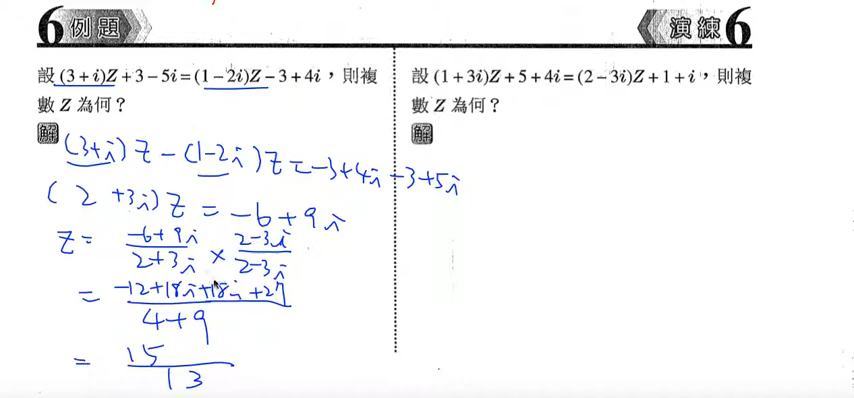 6 例題
設 (3+i)Z+3−5i=(1−2i)Z−3+4i，則複
數 Z 為何？
解
(3+i)Z−(1−2i)Z=−3+4i−3+5i
(2+3i)Z=−6+9i
Z= (−6+9i)/(2+3i) × (2−3i)/(2−3i)
= (−12+18i+18i+27)/(4+9)
= 15/13
演練 6
設 (1+3i)Z+5+4i=(2−3i)Z+1+i，則複
數 Z 為何？
解